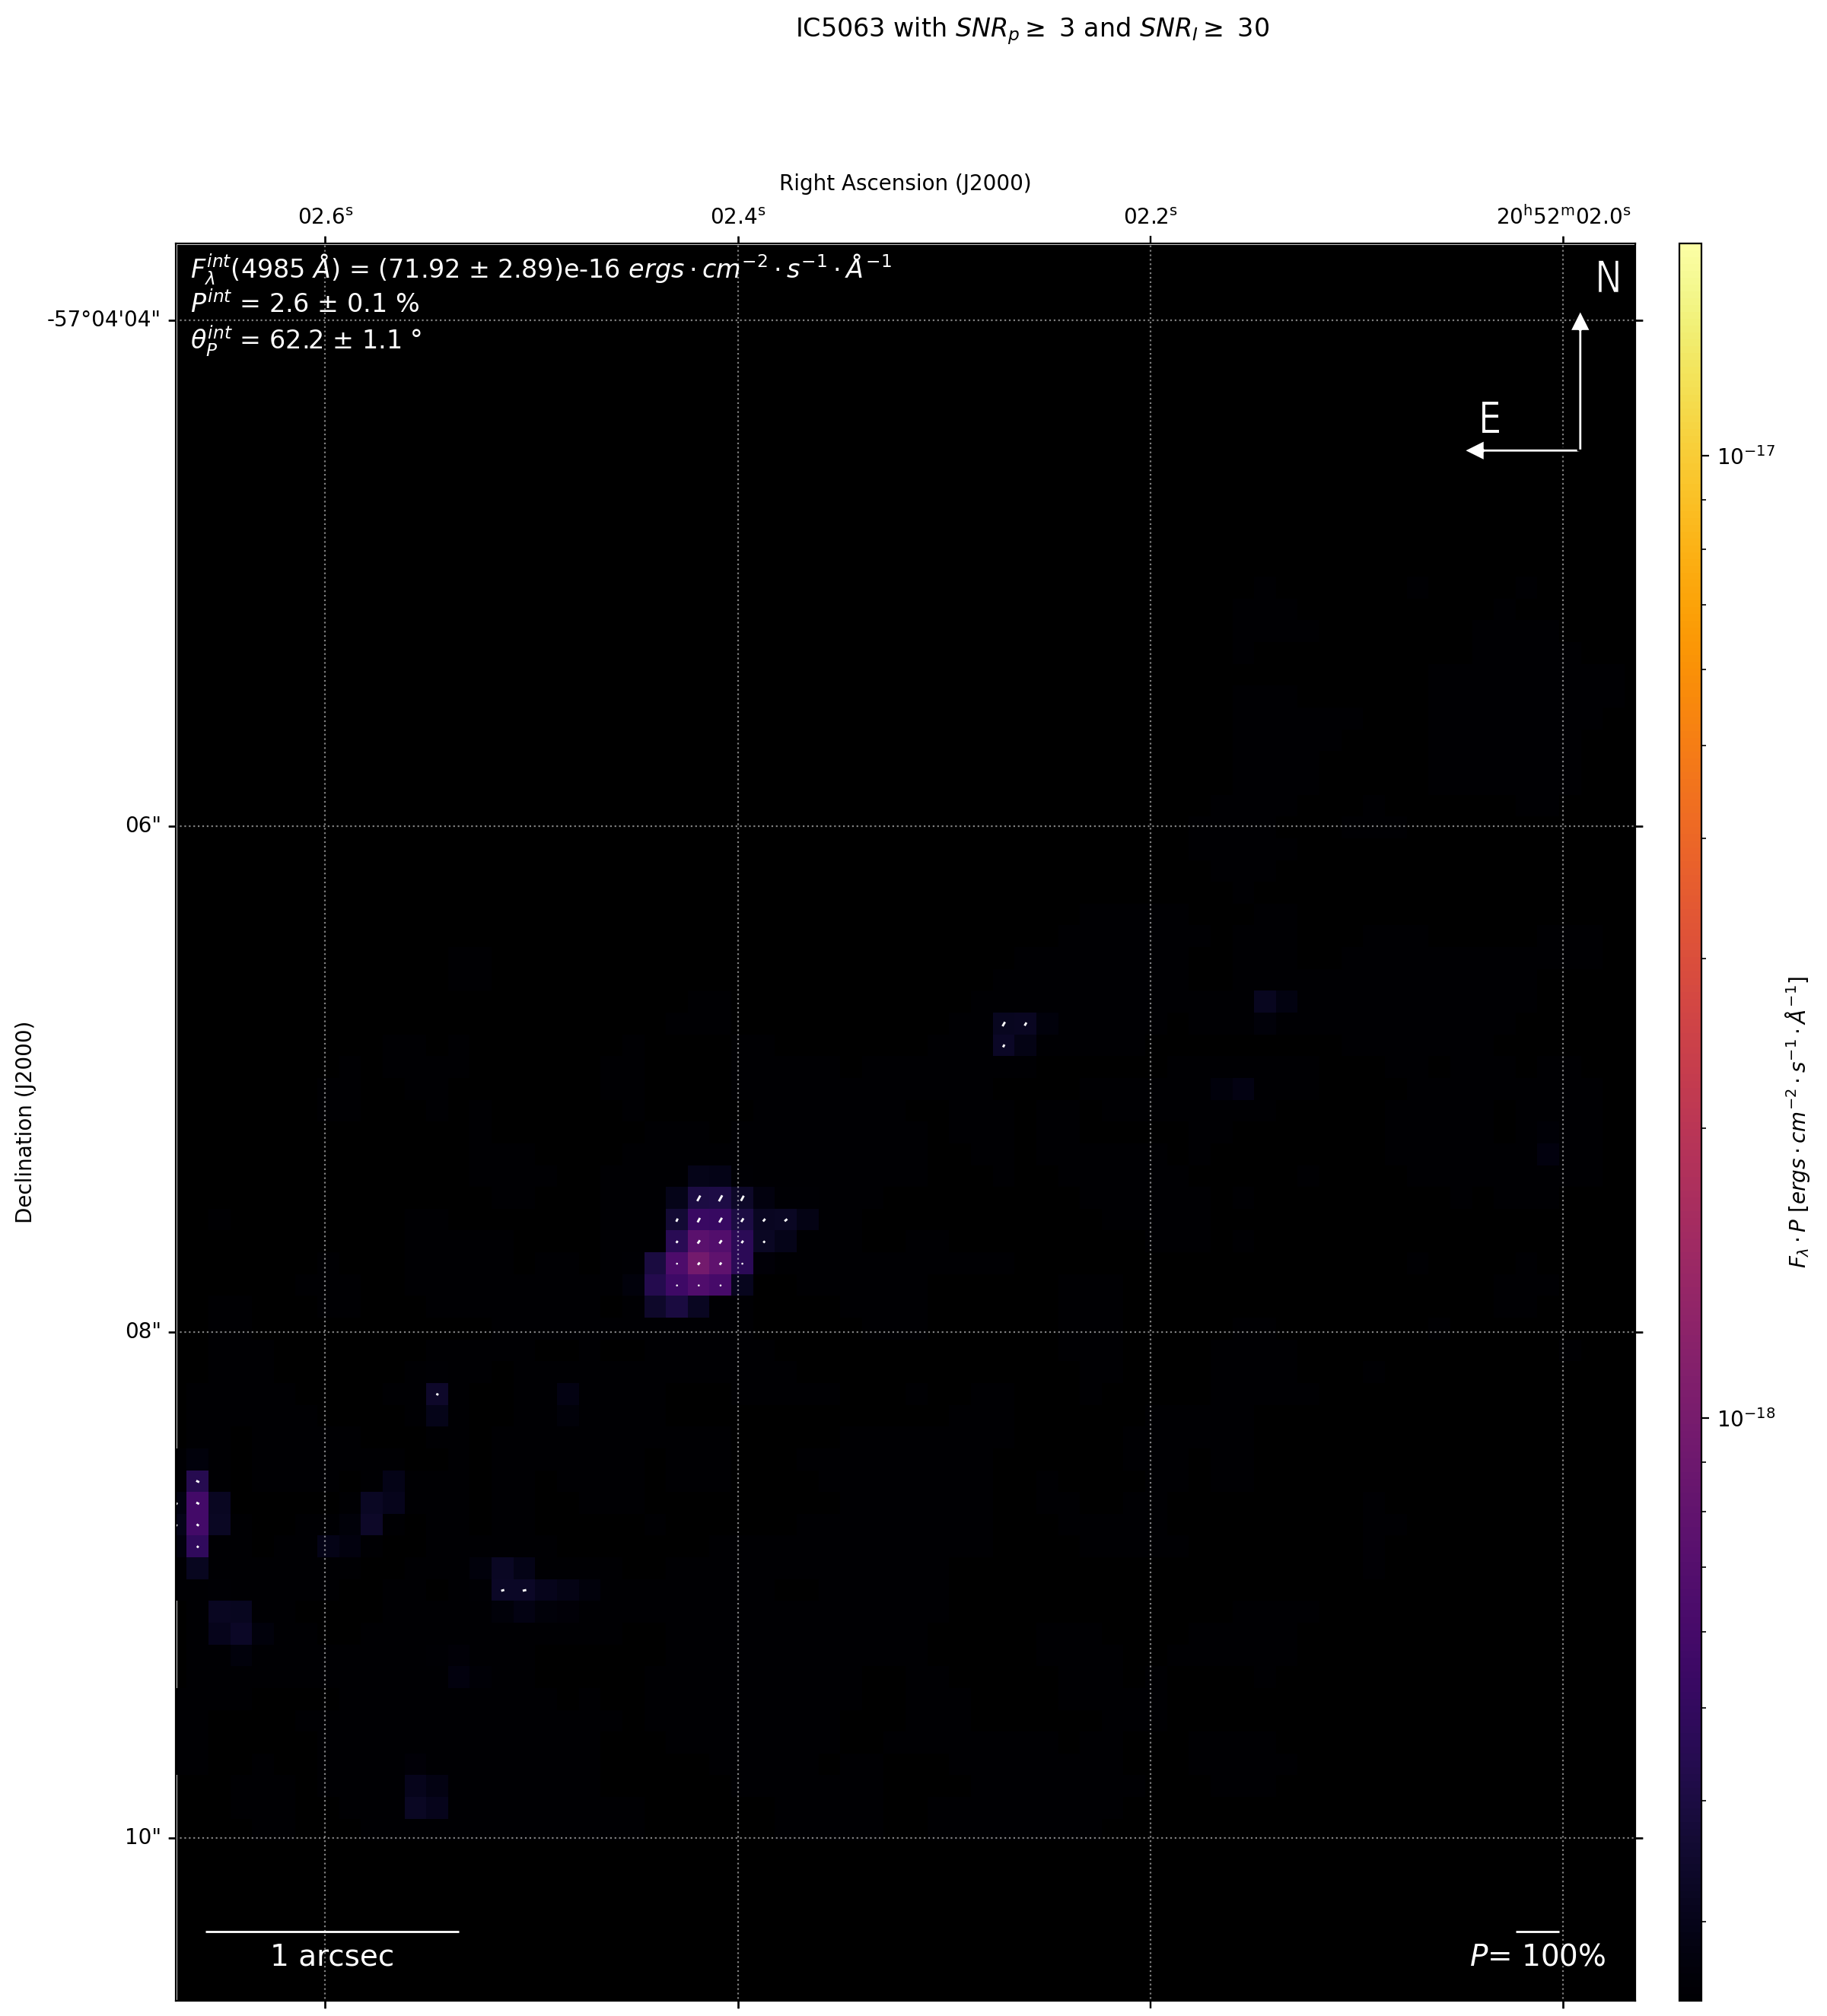 IC5063 with SNR_p ≥ 3 and SNR_I ≥ 30
Right Ascension (J2000)
02.6ˢ 02.4ˢ 02.2ˢ 20ʰ52ᵐ02.0ˢ
F_λ^int(4985 Å) = (71.92 ± 2.89)e-16 ergs · cm⁻² · s⁻¹ · Å⁻¹
P^int = 2.6 ± 0.1 %
θ_P^int = 62.2 ± 1.1 °
N
E
-57°04'04"
06"
08"
10"
Declination (J2000)
1 arcsec
P= 100%
10⁻¹⁷
10⁻¹⁸
F_λ · P [ergs · cm⁻² · s⁻¹ · Å⁻¹]